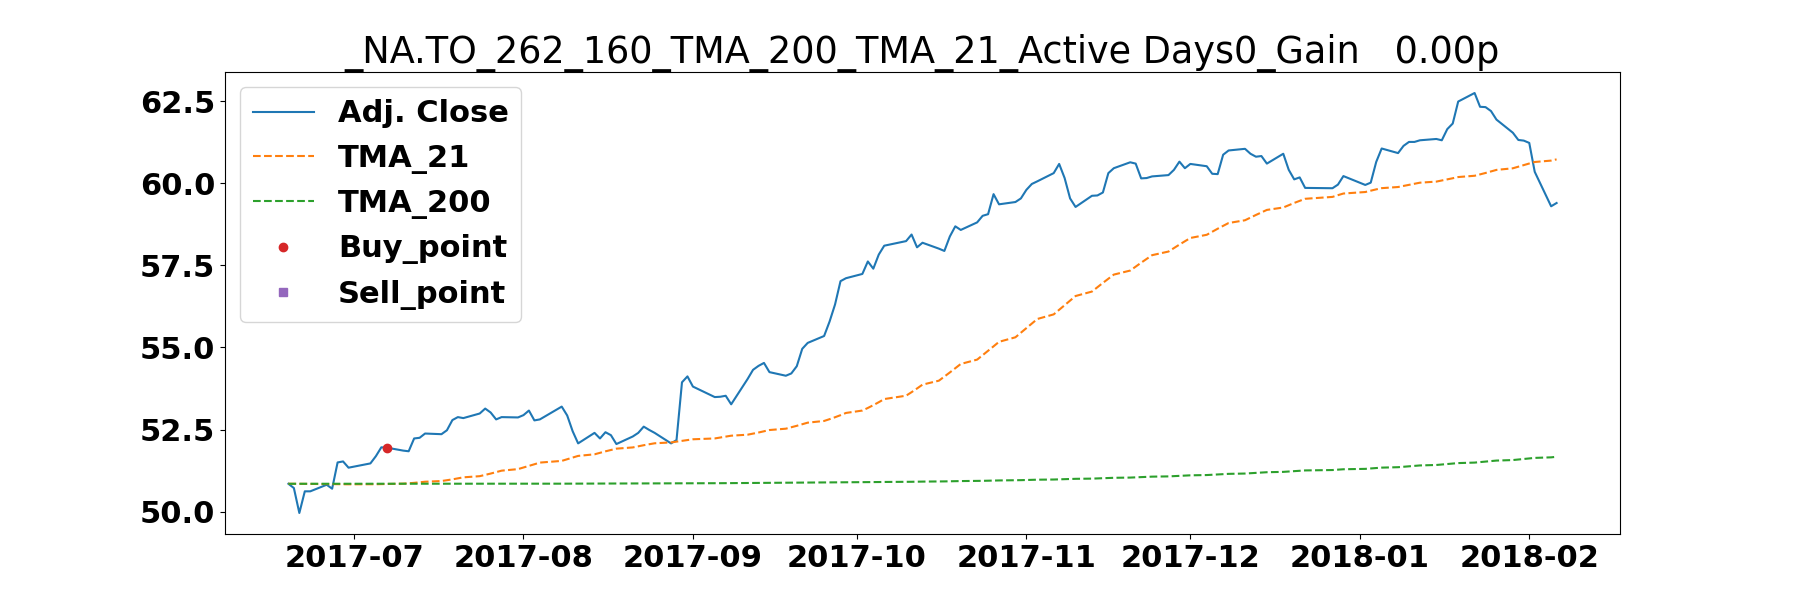 _NA.TO_262_160_TMA_200_TMA_21_Active Days0_Gain   0.00p
62.5
60.0
57.5
55.0
52.5
50.0
Adj. Close
TMA_21
TMA_200
Buy_point
Sell_point
2017-07 2017-08 2017-09 2017-10 2017-11 2017-12 2018-01 2018-02